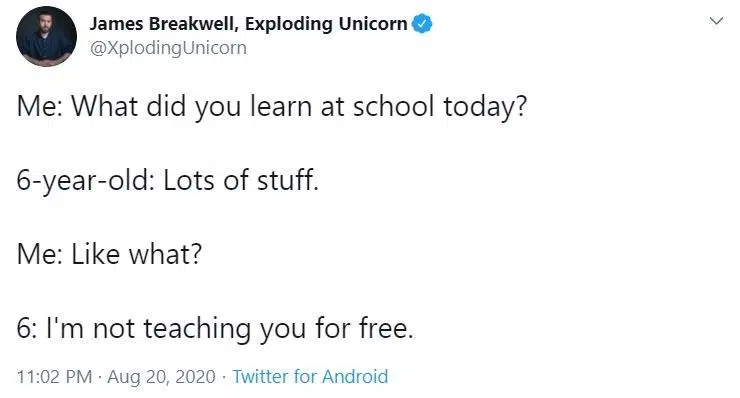 James Breakwell, Exploding Unicorn
@XplodingUnicorn
Me: What did you learn at school today?
6-year-old: Lots of stuff.
Me: Like what?
6: I'm not teaching you for free.
11:02 PM · Aug 20, 2020 · Twitter for Android